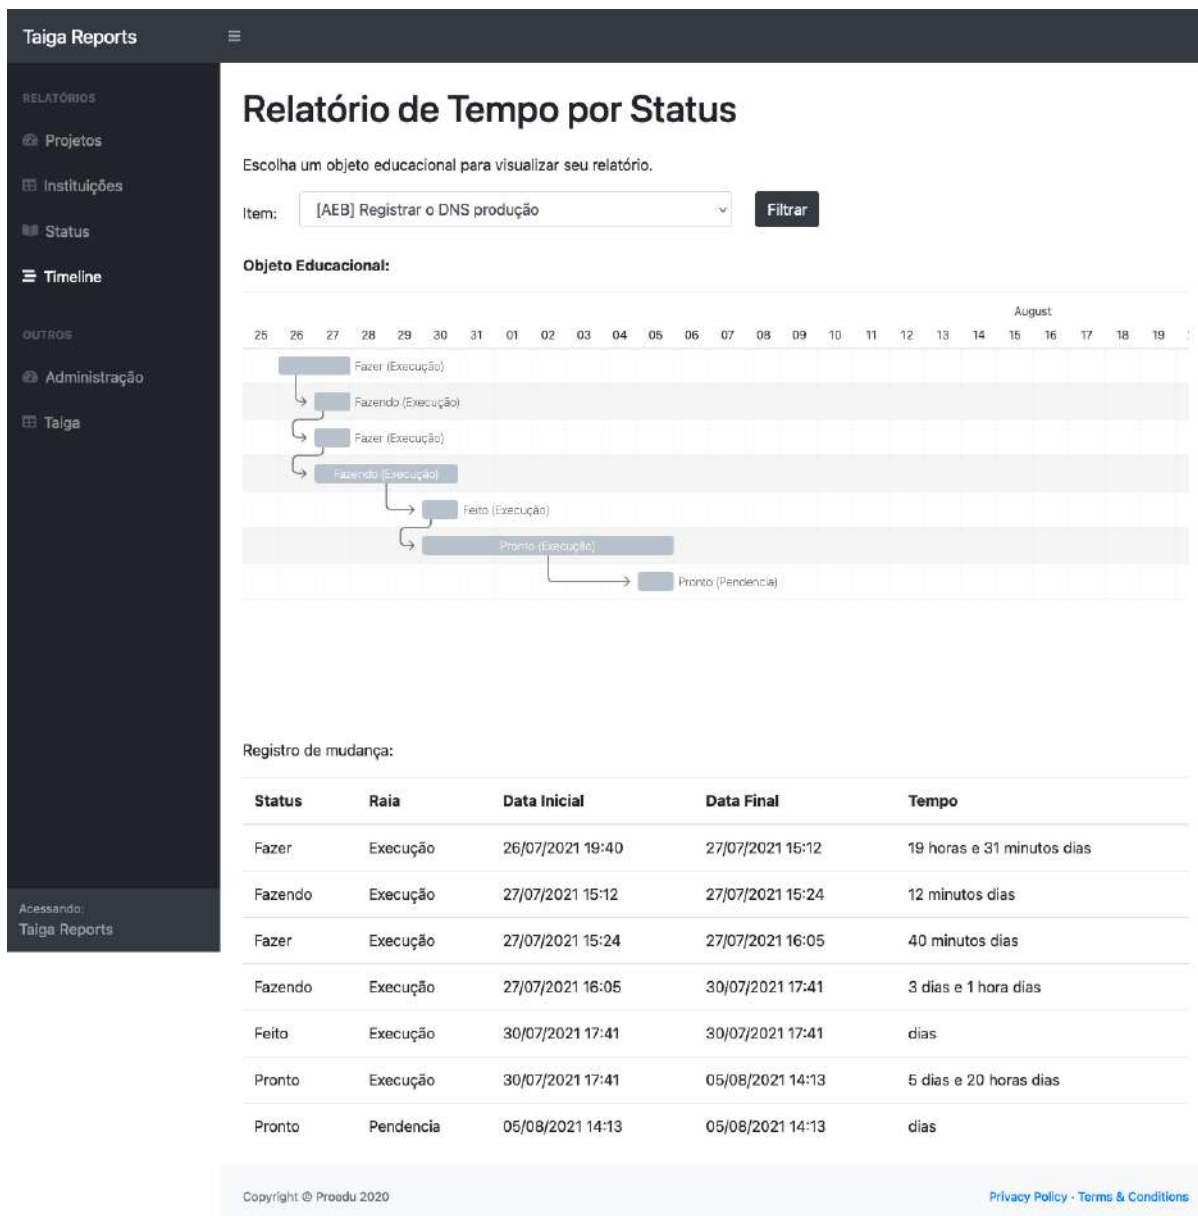 Taiga Reports
RELATÓRIOS
Projetos
Instituições
Status
Timeline
OUTROS
Administração
Taiga
Acessando:
Taiga Reports
Relatório de Tempo por Status
Escolha um objeto educacional para visualizar seu relatório.
Item: [AEB] Registrar o DNS produção Filtrar
Objeto Educacional:
August
25 26 27 28 29 30 31 01 02 03 04 05 06 07 08 09 10 11 12 13 14 15 16 17 18 19
Fazer (Execução)
Fazendo (Execução)
Fazer (Execução)
Fazendo (Execução)
Feito (Execução)
Pronto (Execução)
Pronto (Pendencia)
Registro de mudança:
Status Raia Data Inicial Data Final Tempo
Fazer Execução 26/07/2021 19:40 27/07/2021 15:12 19 horas e 31 minutos dias
Fazendo Execução 27/07/2021 15:12 27/07/2021 15:24 12 minutos dias
Fazer Execução 27/07/2021 15:24 27/07/2021 16:05 40 minutos dias
Fazendo Execução 27/07/2021 16:05 30/07/2021 17:41 3 dias e 1 hora dias
Feito Execução 30/07/2021 17:41 30/07/2021 17:41 dias
Pronto Execução 30/07/2021 17:41 05/08/2021 14:13 5 dias e 20 horas dias
Pronto Pendencia 05/08/2021 14:13 05/08/2021 14:13 dias
Copyright © Proedu 2020 Privacy Policy · Terms & Conditions